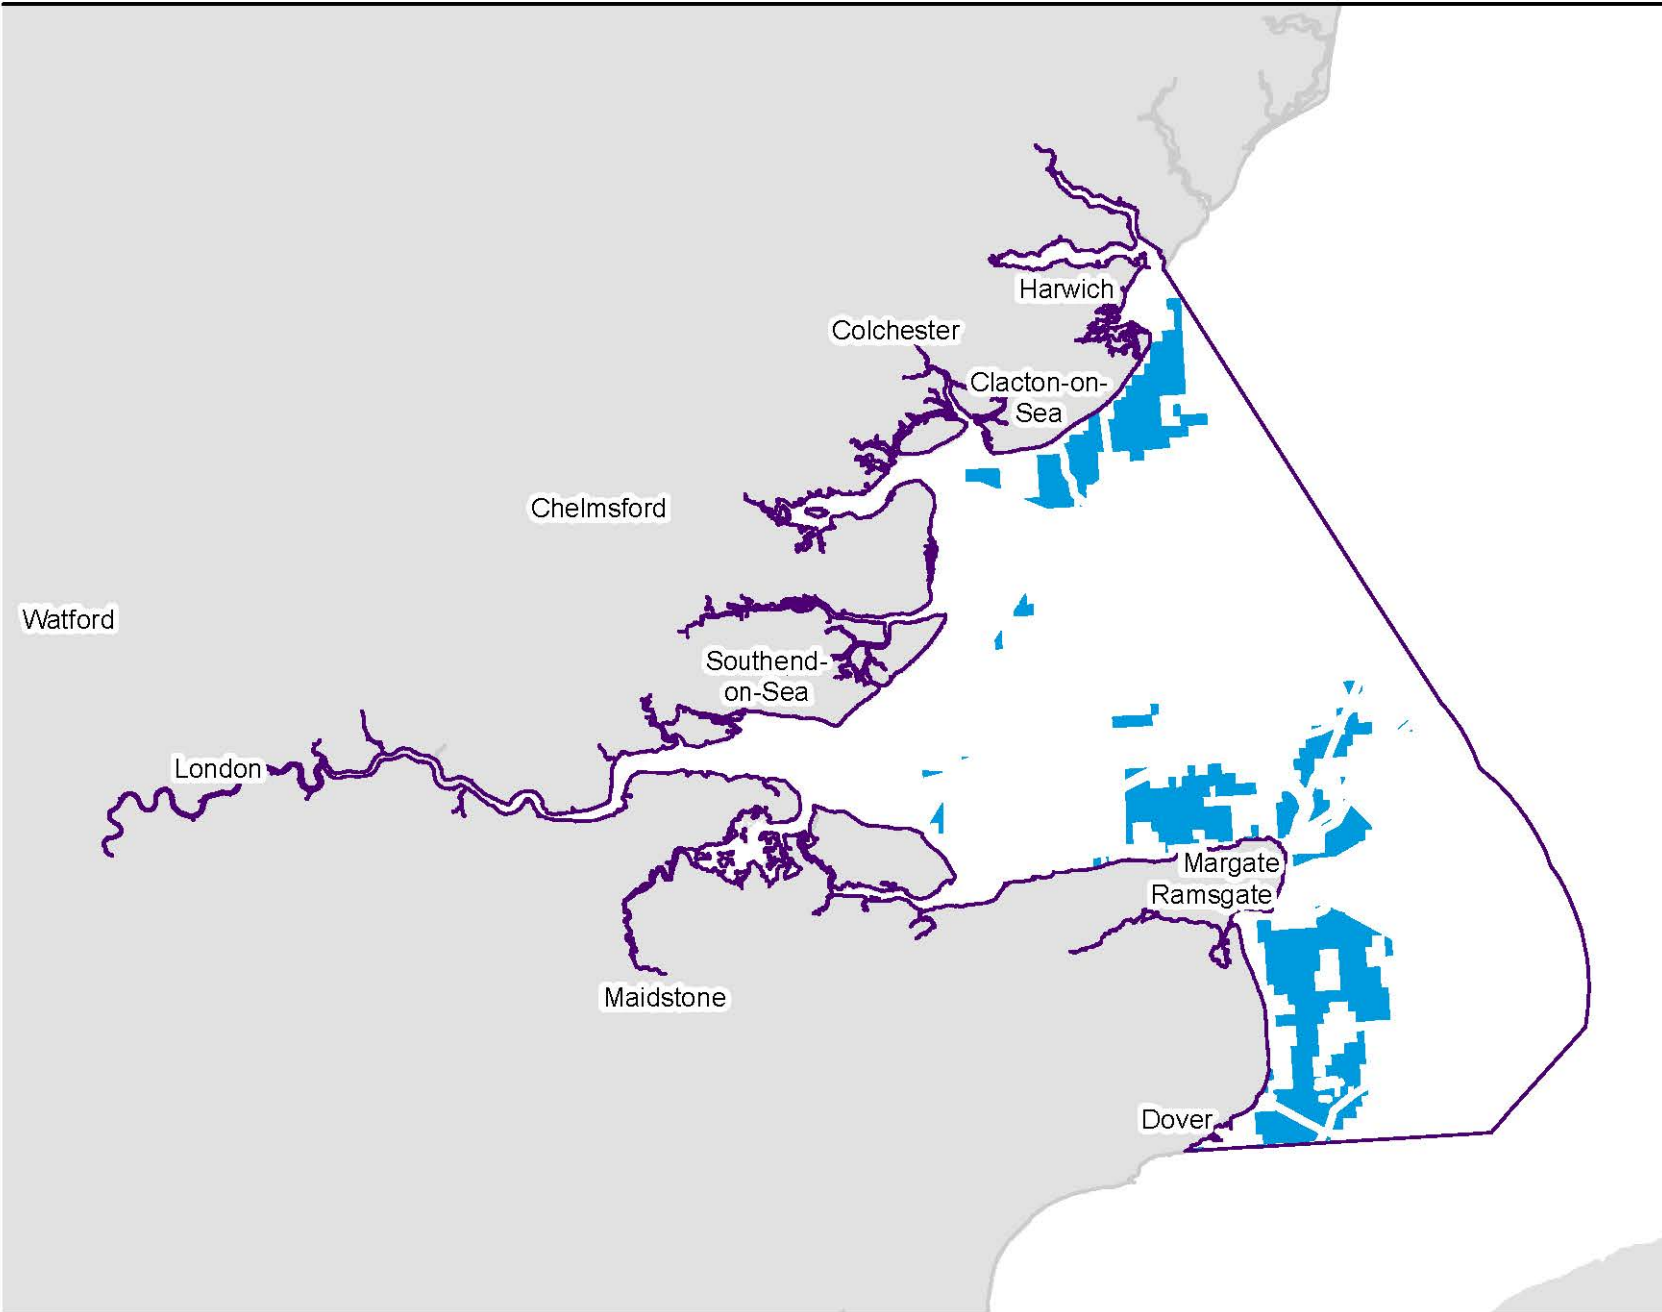 Harwich
Colchester
Clacton-on-
Sea
Chelmsford
Watford
Southend-
on-Sea
London
Margate
Ramsgate
Maidstone
Dover